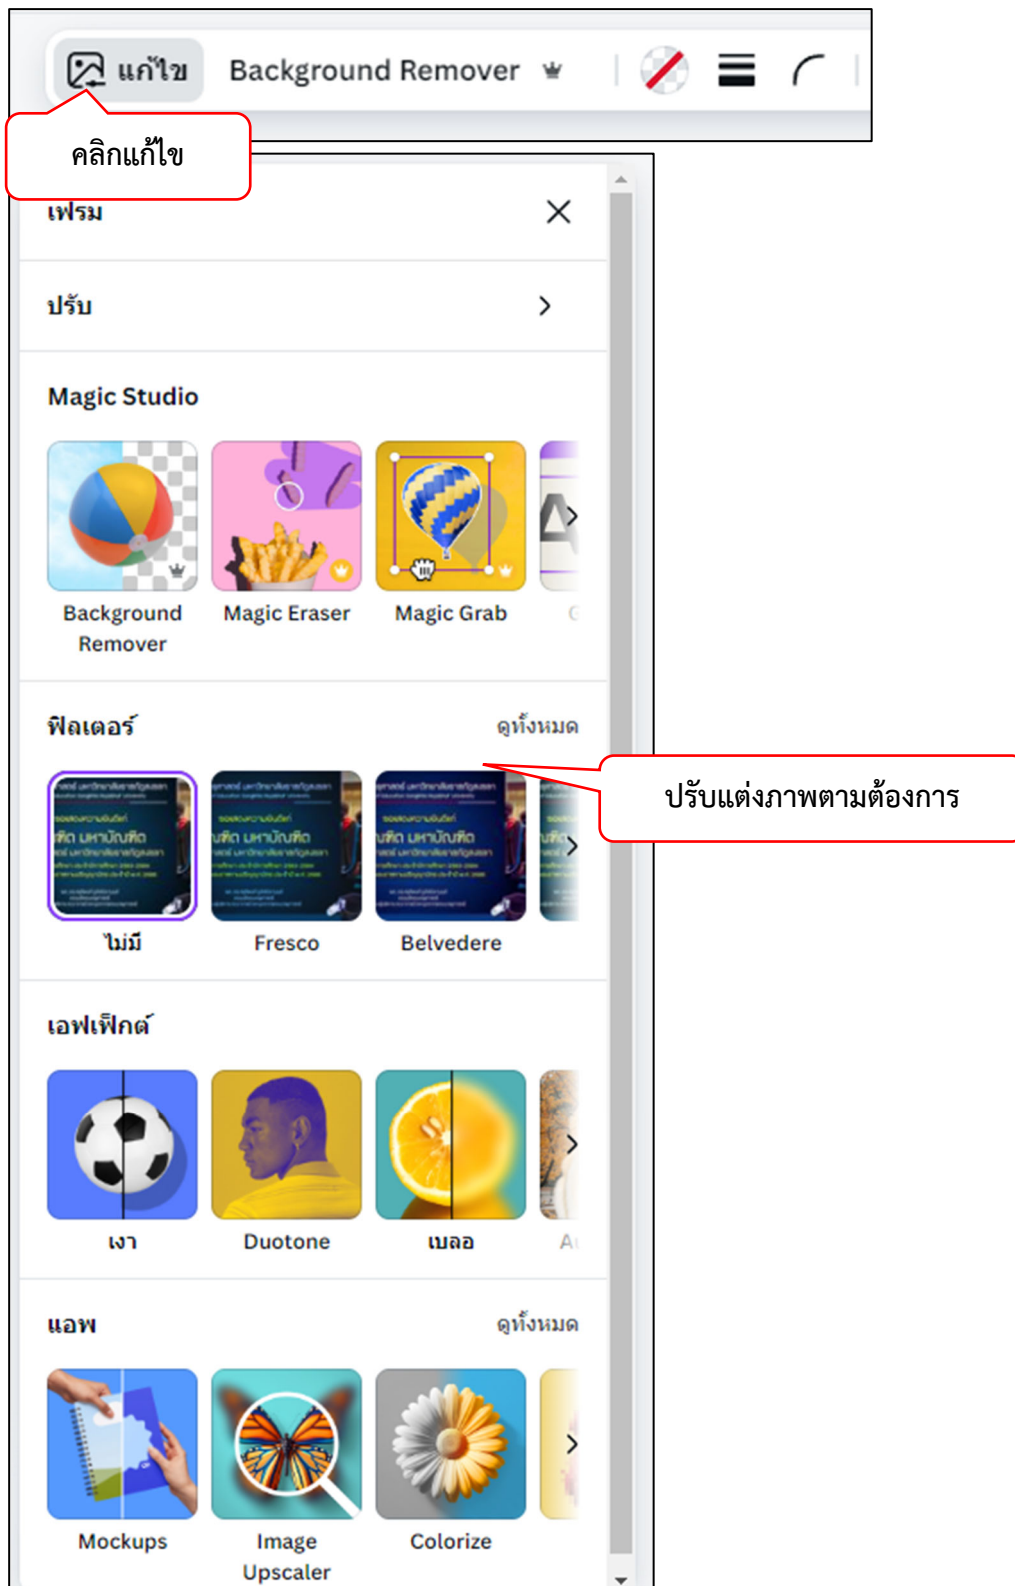 แก้ไข Background Remover
คลิกแก้ไข
เฟรม
ปรับ
Magic Studio
Background
Remover
Magic Eraser
Magic Grab
ฟิลเตอร์ ดูทั้งหมด
ปรับแต่งภาพตามต้องการ
ไม่มี
Fresco
Belvedere
เอฟเฟ็กต์
เงา
Duotone
เบลอ
แอพ ดูทั้งหมด
Mockups
Image
Upscaler
Colorize